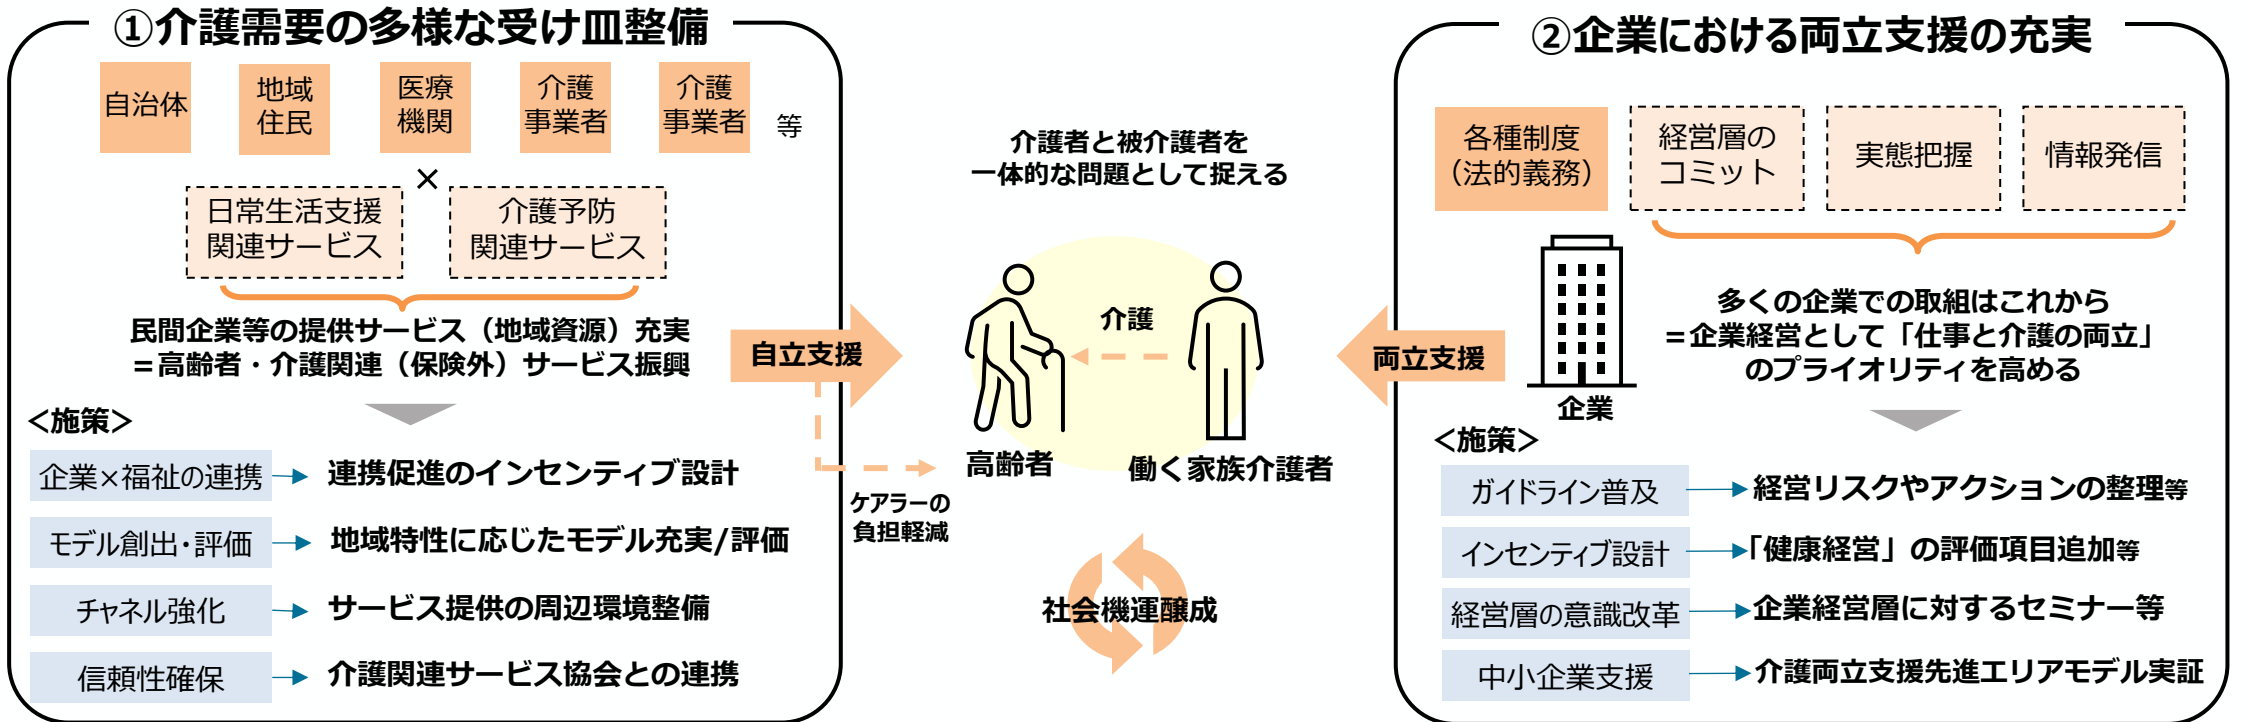 ①介護需要の多様な受け皿整備
自治体
地域
住民
医療
機関
介護
事業者
介護
事業者
等
×
日常生活支援
関連サービス
介護予防
関連サービス
民間企業等の提供サービス（地域資源）充実
＝高齢者・介護関連（保険外）サービス振興
＜施策＞
企業×福祉の連携
連携促進のインセンティブ設計
モデル創出・評価
地域特性に応じたモデル充実/評価
チャネル強化
サービス提供の周辺環境整備
信頼性確保
介護関連サービス協会との連携
自立支援
ケアラーの
負担軽減
介護者と被介護者を
一体的な問題として捉える
介護
高齢者
働く家族介護者
社会機運醸成
両立支援
②企業における両立支援の充実
各種制度
（法的義務）
経営層の
コミット
実態把握
情報発信
企業
多くの企業での取組はこれから
＝企業経営として「仕事と介護の両立」
のプライオリティを高める
＜施策＞
ガイドライン普及
経営リスクやアクションの整理等
インセンティブ設計
「健康経営」の評価項目追加等
経営層の意識改革
企業経営層に対するセミナー等
中小企業支援
介護両立支援先進エリアモデル実証